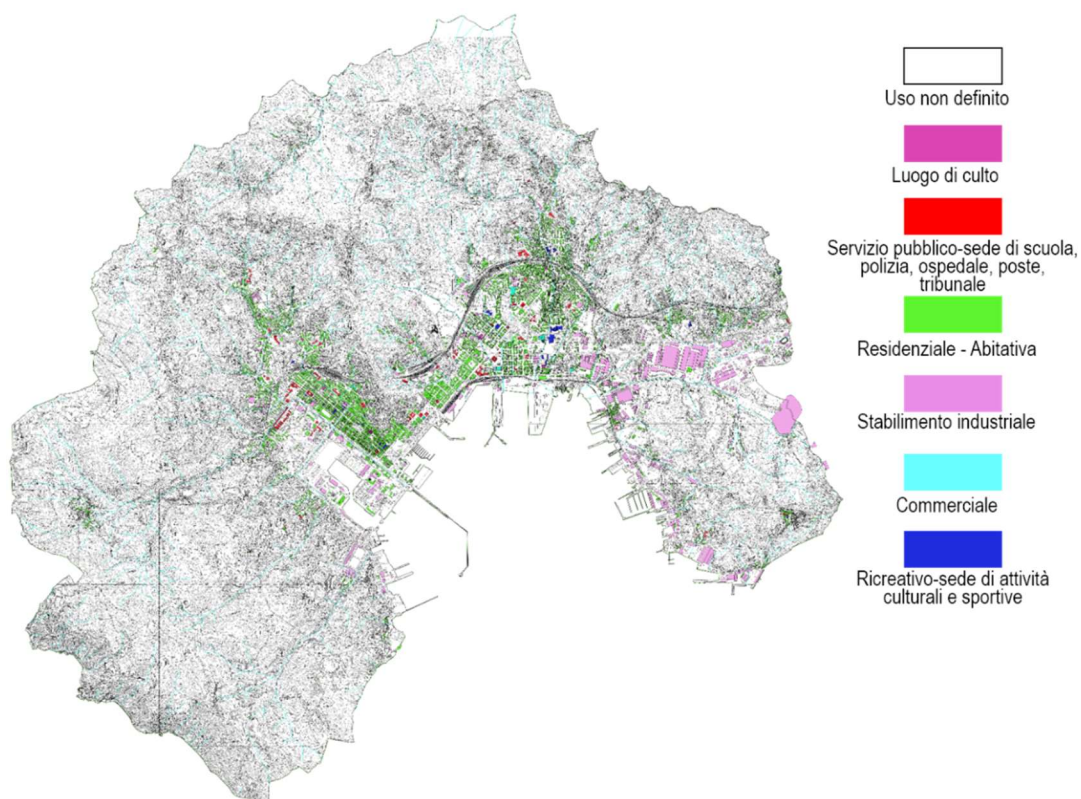 Uso non definito
Luogo di culto
Servizio pubblico-sede di scuola,
polizia, ospedale, poste,
tribunale
Residenziale - Abitativa
Stabilimento industriale
Commerciale
Ricreativo-sede di attività
culturali e sportive